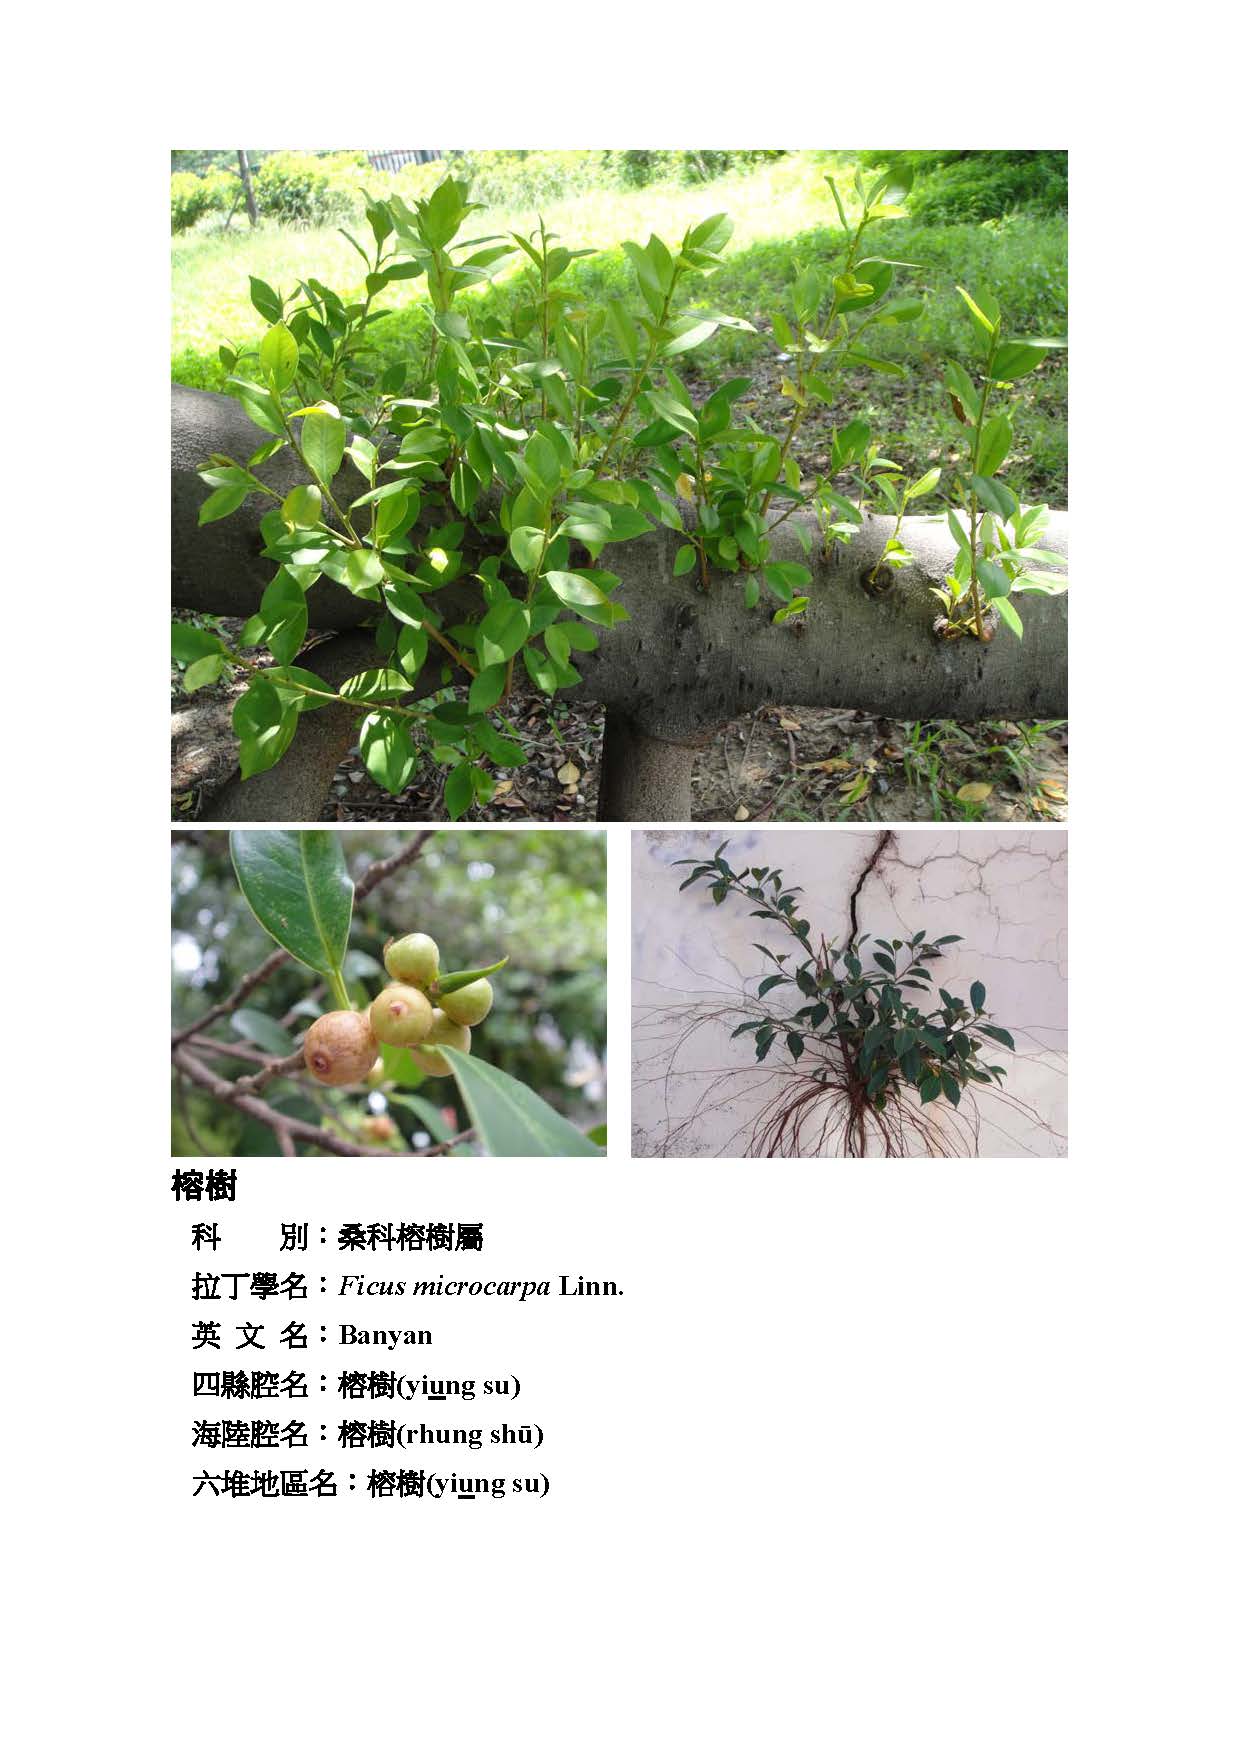 榕樹
科　　別：桑科榕樹屬
拉丁學名：Ficus microcarpa Linn.
英 文 名：Banyan
四縣腔名：榕樹(yiung su)
海陸腔名：榕樹(rhung shū)
六堆地區名：榕樹(yiung su)